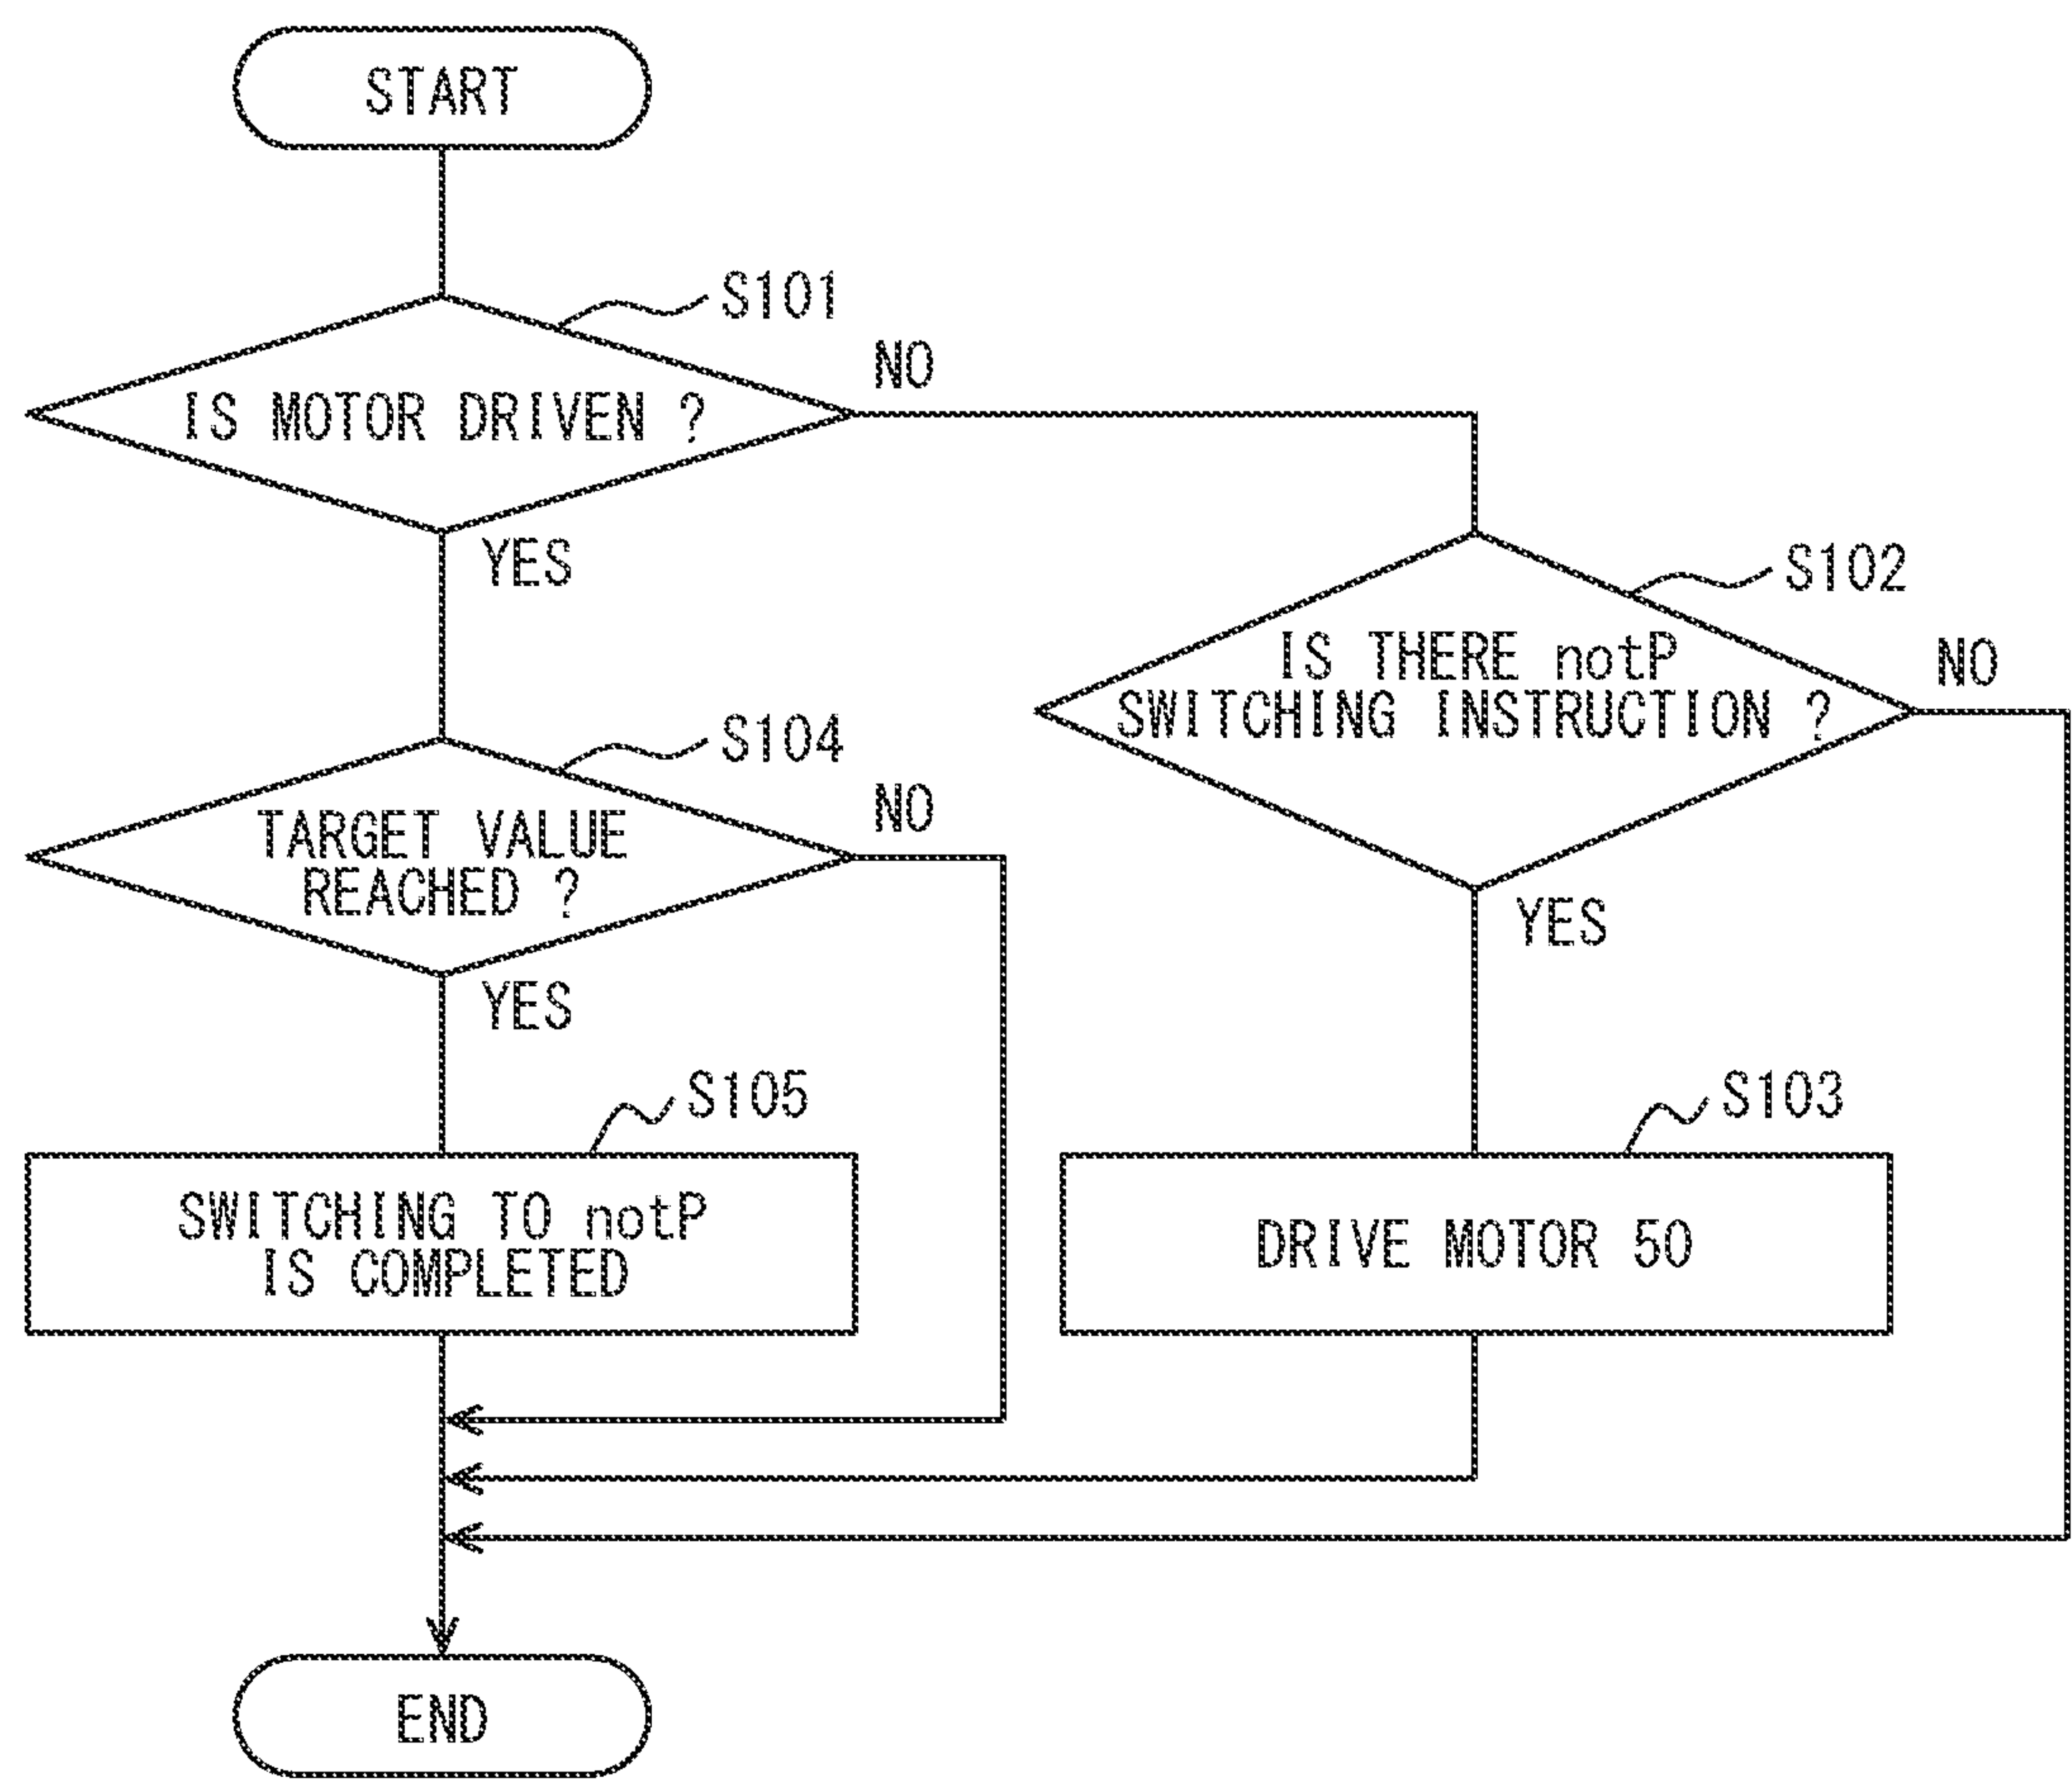 START
S101
NO
IS MOTOR DRIVEN ?
YES
S102
IS THERE notP
SWITCHING INSTRUCTION ?
NO
YES
S104
NO
TARGET VALUE
REACHED ?
YES
S105
SWITCHING TO notP
IS COMPLETED
S103
DRIVE MOTOR 50
END